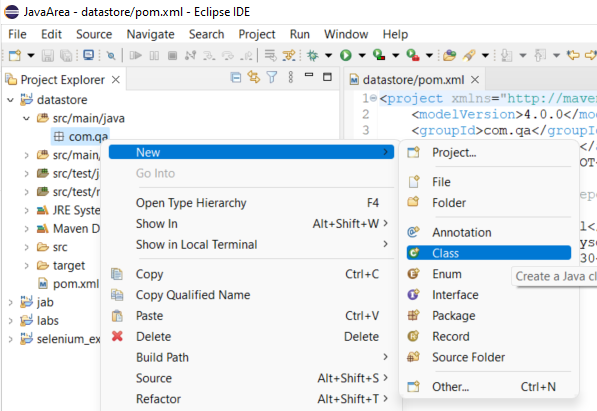 JavaArea - datastore/pom.xml - Eclipse IDE
File Edit Source Navigate Search Project Run Window Help
Project Explorer
datastore/pom.xml
datastore
src/main/java
com.qa
src/main/
src/test/j
src/test/r
JRE System
Maven D
src
target
pom.xml
jab
labs
selenium_ex
1 <project xmlns="http://maven
2 <modelVersion>4.0.0</mod
3 <groupId>com.qa</groupId
New
Go Into
Open Type Hierarchy F4
Show In Alt+Shift+W >
Show in Local Terminal >
Copy Ctrl+C
Copy Qualified Name
Paste Ctrl+V
Delete Delete
Build Path >
Source Alt+Shift+S >
Refactor Alt+Shift+T >
Project...
File
Folder
Annotation
Class
Enum
Interface
Package
Record
Source Folder
Other... Ctrl+N
Create a Java cl